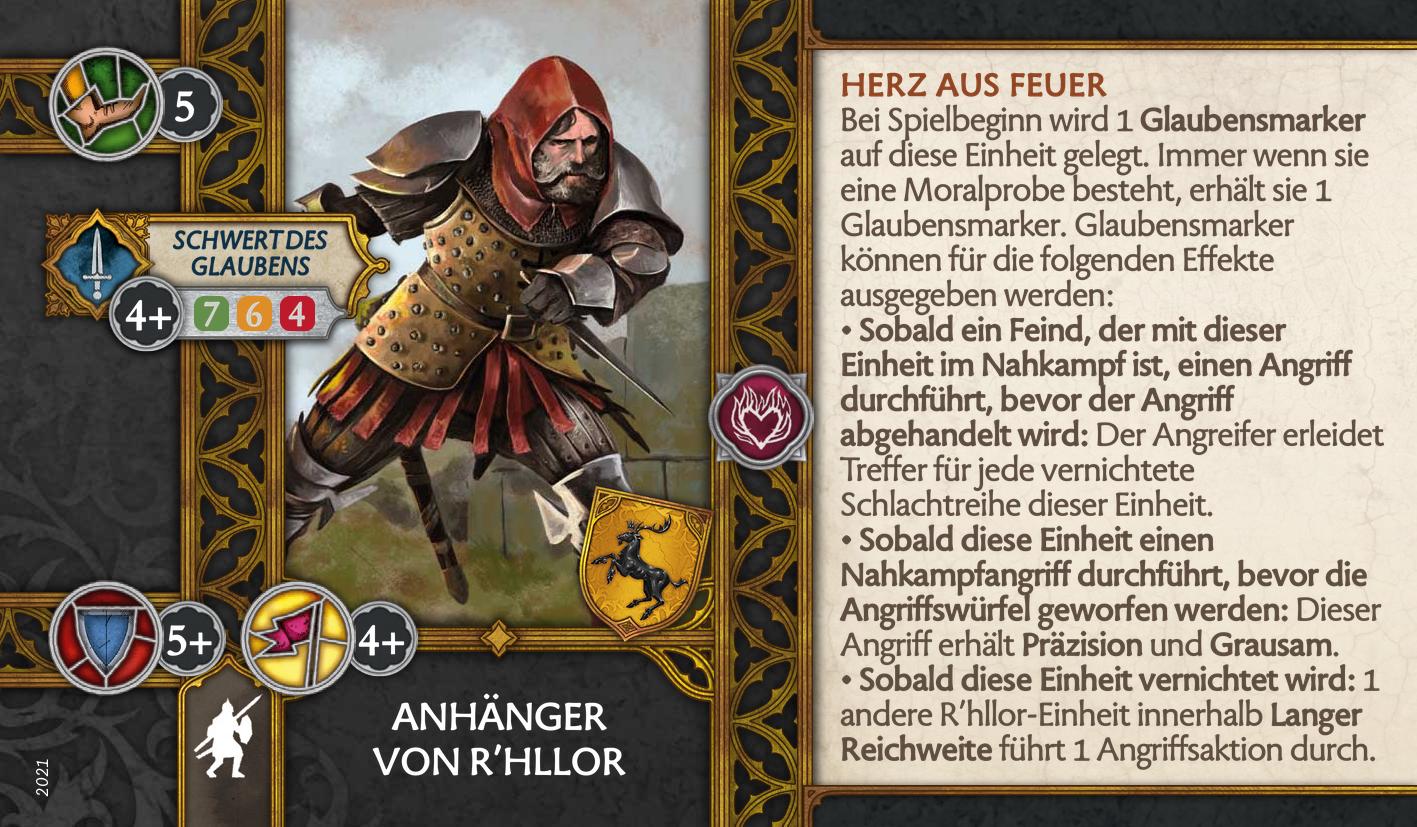 5
SCHWERT DES
GLAUBENS
4+ 7 6 4
5+ 4+
ANHÄNGER
VON R'HLLOR
2021
HERZ AUS FEUER
Bei Spielbeginn wird 1 Glaubensmarker
auf diese Einheit gelegt. Immer wenn sie
eine Moralprobe besteht, erhält sie 1
Glaubensmarker. Glaubensmarker
können für die folgenden Effekte
ausgegeben werden:
• Sobald ein Feind, der mit dieser
Einheit im Nahkampf ist, einen Angriff
durchführt, bevor der Angriff
abgehandelt wird: Der Angreifer erleidet
Treffer für jede vernichtete
Schlachtreihe dieser Einheit.
• Sobald diese Einheit einen
Nahkampfangriff durchführt, bevor die
Angriffswürfel geworfen werden: Dieser
Angriff erhält Präzision und Grausam.
• Sobald diese Einheit vernichtet wird: 1
andere R'hllor-Einheit innerhalb Langer
Reichweite führt 1 Angriffsaktion durch.